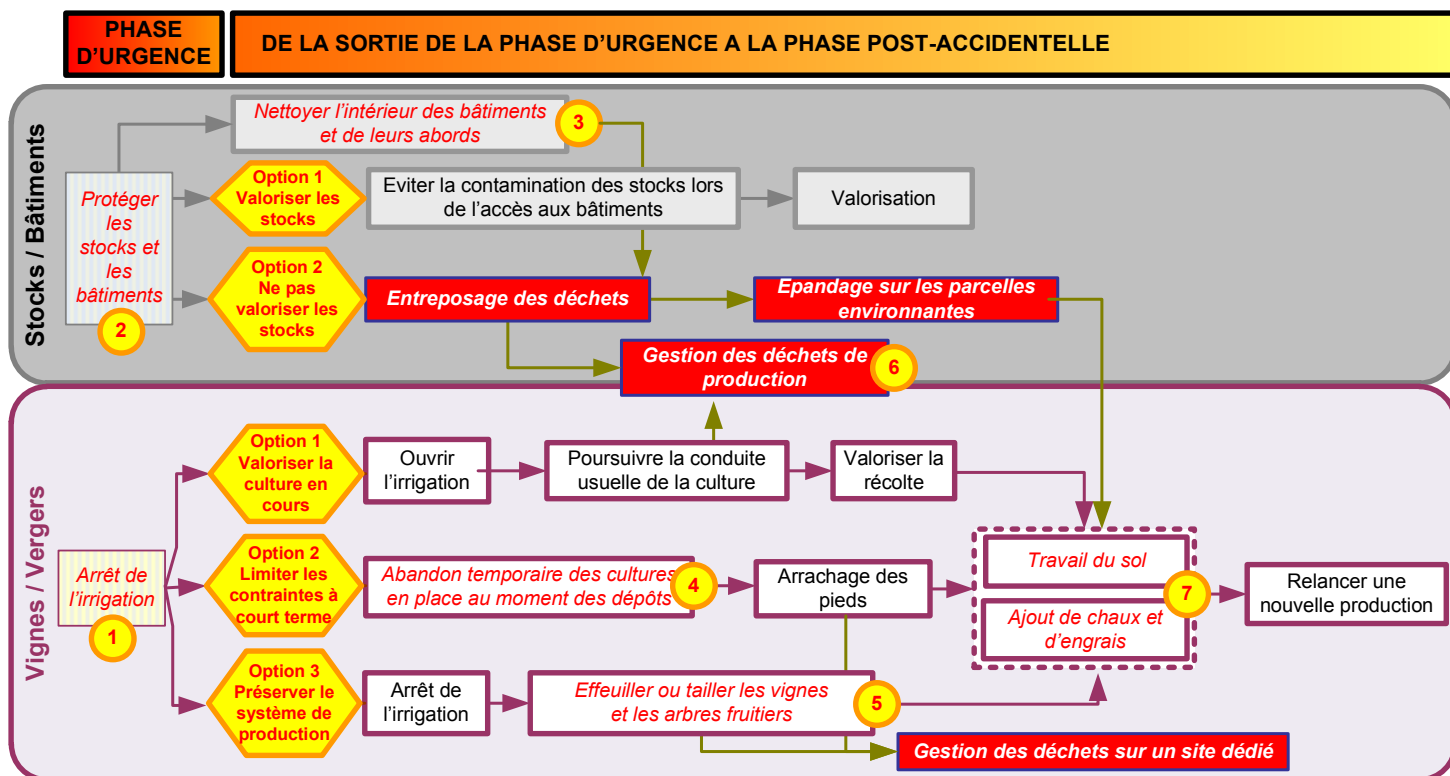 PHASE
D'URGENCE
DE LA SORTIE DE LA PHASE D'URGENCE A LA PHASE POST-ACCIDENTELLE
Stocks / Bâtiments
Protéger
les
stocks et
les
bâtiments
2
Nettoyer l'intérieur des bâtiments
et de leurs abords
3
Option 1
Valoriser les
stocks
Eviter la contamination des stocks lors
de l'accès aux bâtiments
Valorisation
Option 2
Ne pas
valoriser les
stocks
Entreposage des déchets
Epandage sur les parcelles
environnantes
Gestion des déchets de
production
6
Vignes / Vergers
Arrêt de
l'irrigation
1
Option 1
Valoriser la
culture en
cours
Ouvrir
l'irrigation
Poursuivre la conduite
usuelle de la culture
Valoriser la
récolte
Option 2
Limiter les
contraintes à
court terme
Abandon temporaire des cultures
en place au moment des dépôts
4
Arrachage des
pieds
Travail du sol
Ajout de chaux et
d'engrais
7
Relancer une
nouvelle production
Option 3
Préserver le
système de
production
Arrêt de
l'irrigation
Effeuiller ou tailler les vignes
et les arbres fruitiers
5
Gestion des déchets sur un site dédié